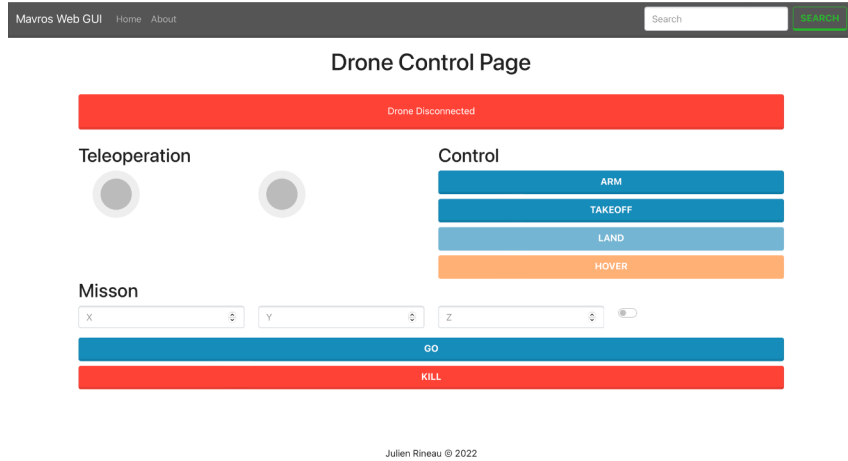 Mavros Web GUI Home About Search SEARCH
Drone Control Page
Drone Disconnected
Teleoperation
Control
ARM
TAKEOFF
LAND
HOVER
Misson
X Y Z
GO
KILL
Julien Rineau © 2022